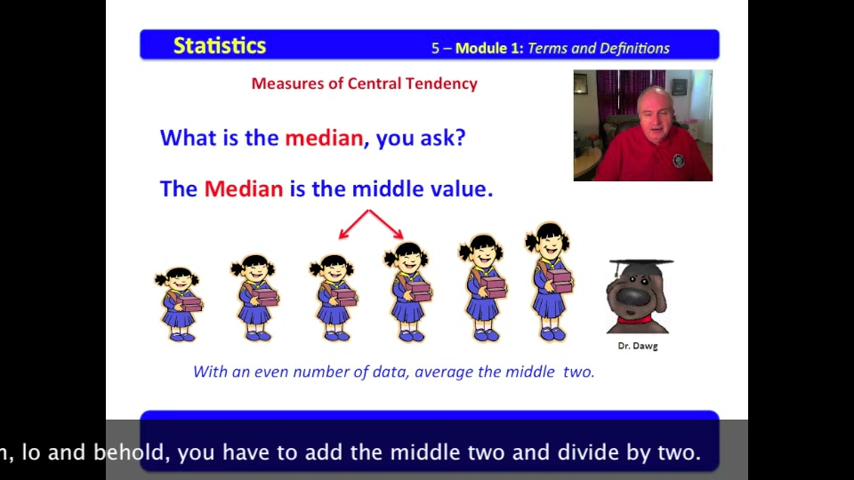 Statistics
5 – Module 1: Terms and Definitions
Measures of Central Tendency
What is the median, you ask?
The Median is the middle value.
Dr. Dawg
With an even number of data, average the middle two.
, lo and behold, you have to add the middle two and divide by two.